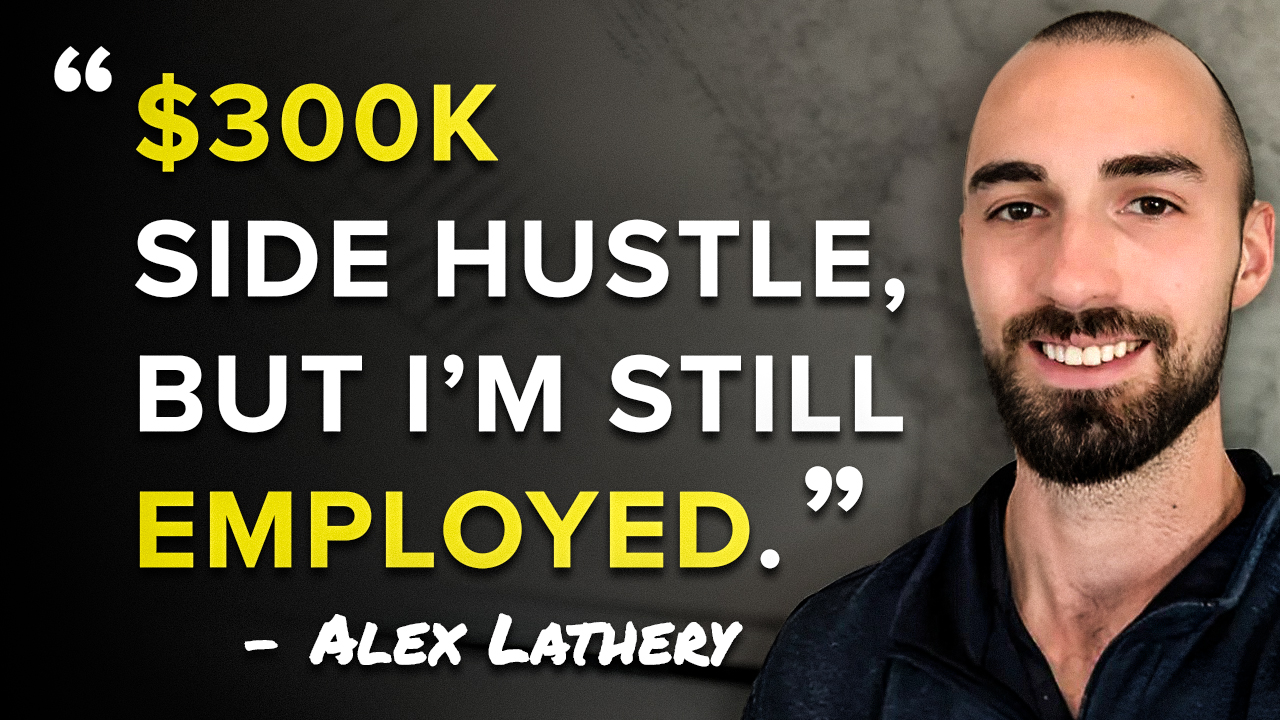 “ $300K
SIDE HUSTLE,
BUT I’M STILL
EMPLOYED.”
- ALEX LATHERY